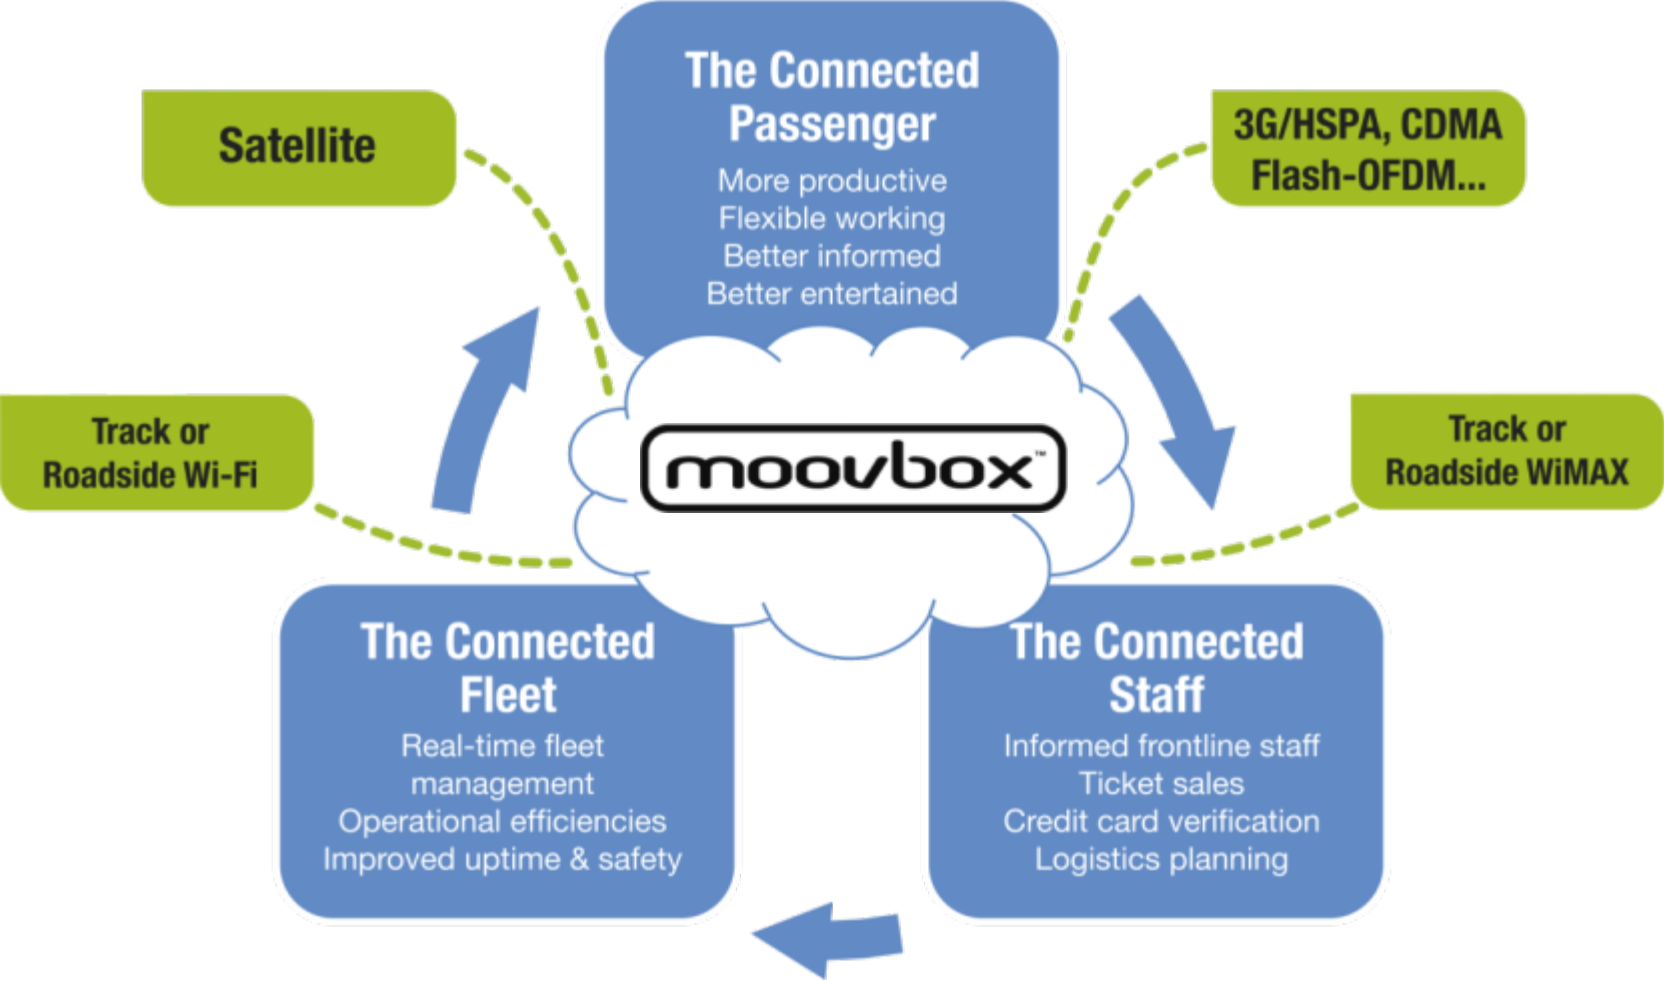 The Connected
Passenger
More productive
Flexible working
Better informed
Better entertained
Satellite
3G/HSPA, CDMA
Flash-OFDM...
Track or
Roadside Wi-Fi
moovbox™
Track or
Roadside WiMAX
The Connected
Fleet
Real-time fleet
management
Operational efficiencies
Improved uptime & safety
The Connected
Staff
Informed frontline staff
Ticket sales
Credit card verification
Logistics planning